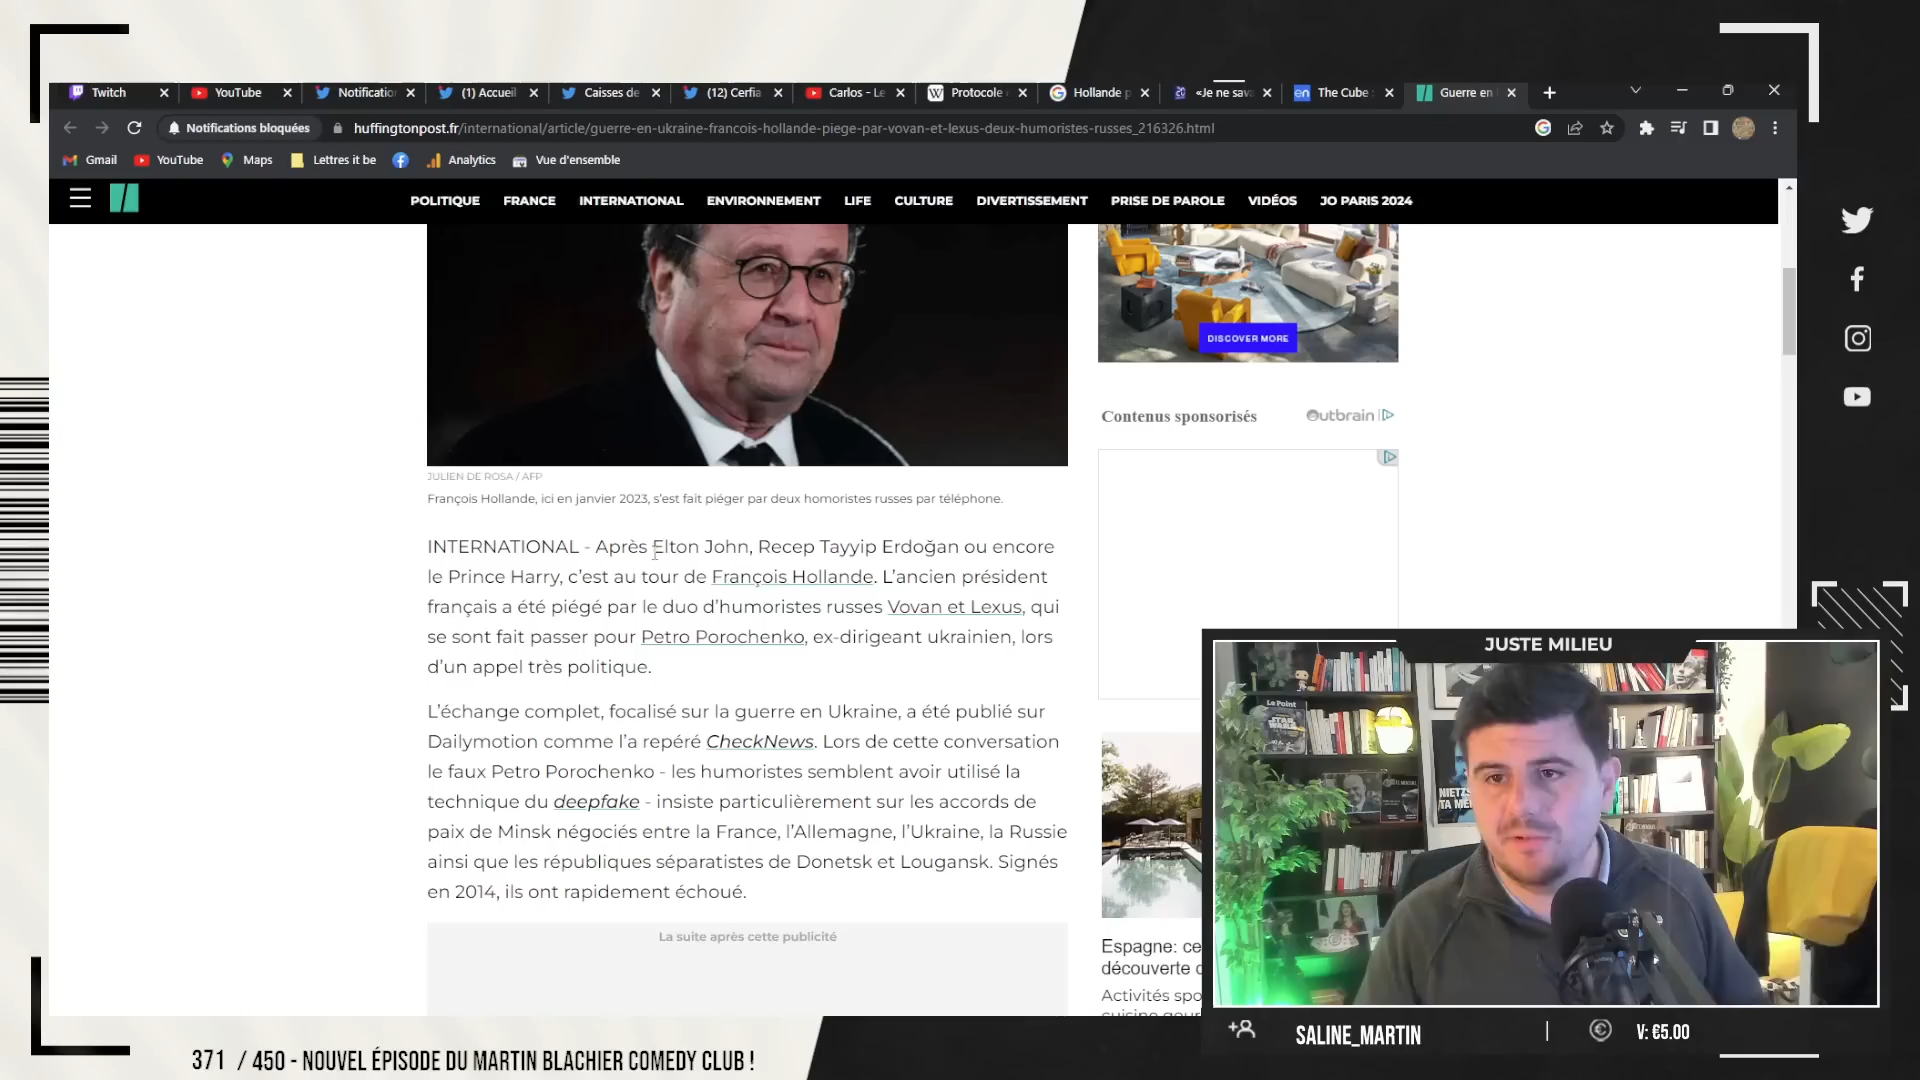 Twitch
YouTube
Notification
(1) Accueil
Caisses de
(12) Cerfia
Carlos - Le
Protocole
Hollande p
«Je ne sav
The Cube
Guerre en
Notifications bloquées
huffingtonpost.fr/international/article/guerre-en-ukraine-francois-hollande-piege-par-vovan-et-lexus-deux-humoristes-russes_216326.html
Gmail
YouTube
Maps
Lettres it be
Analytics
Vue d'ensemble
POLITIQUE
FRANCE
INTERNATIONAL
ENVIRONNEMENT
LIFE
CULTURE
DIVERTISSEMENT
PRISE DE PAROLE
VIDÉOS
JO PARIS 2024
DISCOVER MORE
Contenus sponsorisés
Outbrain
JULIEN DE ROSA / AFP
François Hollande, ici en janvier 2023, s'est fait piéger par deux homoristes russes par téléphone.
INTERNATIONAL - Après Elton John, Recep Tayyip Erdoğan ou encore
le Prince Harry, c'est au tour de François Hollande. L'ancien président
français a été piégé par le duo d'humoristes russes Vovan et Lexus, qui
se sont fait passer pour Petro Porochenko, ex-dirigeant ukrainien, lors
d'un appel très politique.
L'échange complet, focalisé sur la guerre en Ukraine, a été publié sur
Dailymotion comme l'a repéré CheckNews. Lors de cette conversation
le faux Petro Porochenko - les humoristes semblent avoir utilisé la
technique du deepfake - insiste particulièrement sur les accords de
paix de Minsk négociés entre la France, l'Allemagne, l'Ukraine, la Russie
ainsi que les républiques séparatistes de Donetsk et Lougansk. Signés
en 2014, ils ont rapidement échoué.
La suite après cette publicité
Espagne: ce
découverte
Activités spo
JUSTE MILIEU
Le Point
STAR
WARS
SALINE_MARTIN
V: €5.00
371 / 450 - NOUVEL ÉPISODE DU MARTIN BLACHIER COMEDY CLUB !